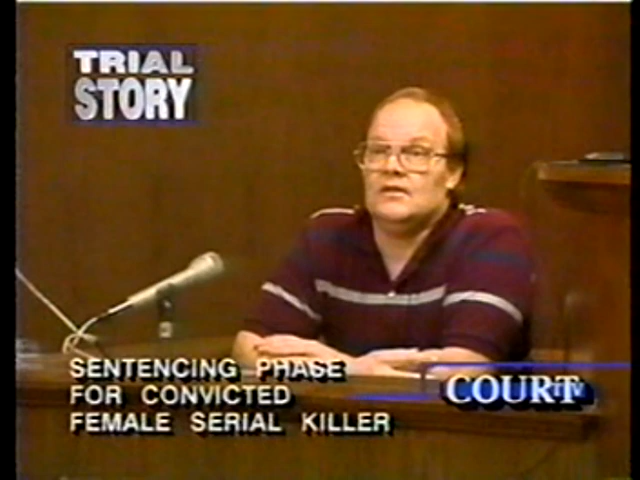 TRIAL
STORY
SENTENCING PHASE
FOR CONVICTED
FEMALE SERIAL KILLER
COURT TV